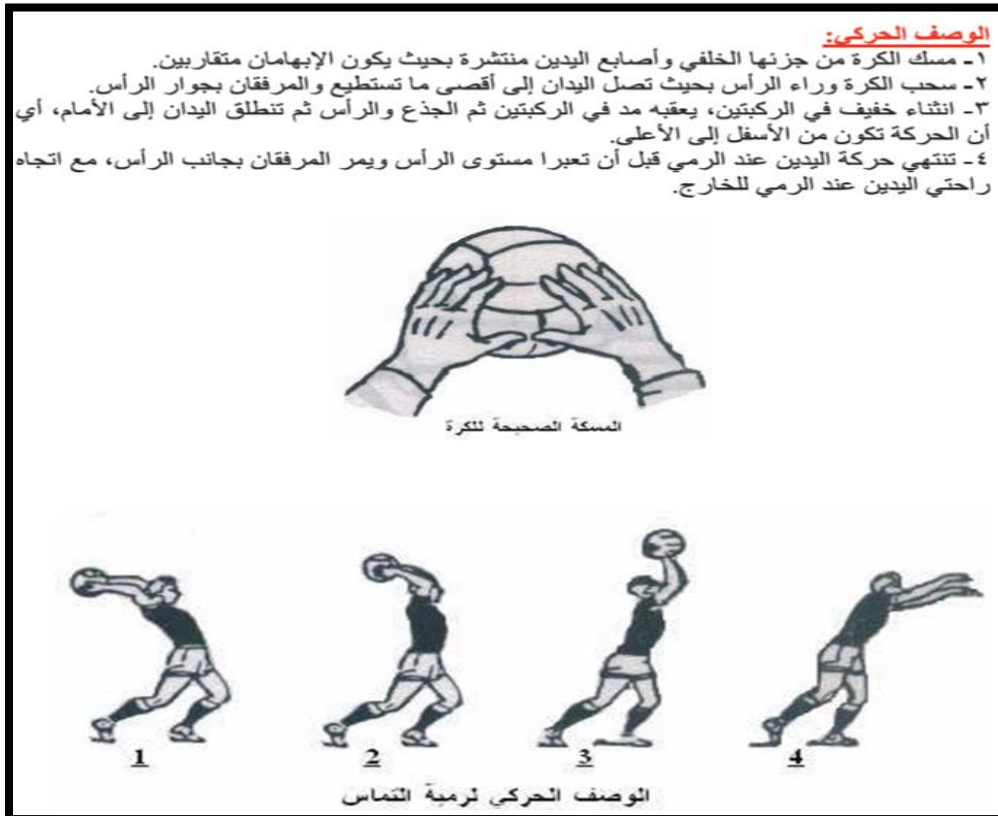 الوصف الحركي:
١- مسك الكرة من جزئها الخلفي وأصابع اليدين منتشرة بحيث يكون الإبهامان متقاربين.
٢- سحب الكرة وراء الرأس بحيث تصل اليدان إلى أقصى ما تستطيع والمرفقان بجوار الرأس.
٣- انثناء خفيف في الركبتين، يعقبه مد في الركبتين ثم الجذع والرأس ثم تنطلق اليدان إلى الأمام، أي
أن الحركة تكون من الأسفل إلى الأعلى.
٤- تنتهي حركة اليدين عند الرمي قبل أن تعبرا مستوى الرأس ويمر المرفقان بجانب الرأس، مع اتجاه
راحتي اليدين عند الرمي للخارج.
المسكة الصحيحة للكرة
1 2 3 4
الوصف الحركي لرمية التماس